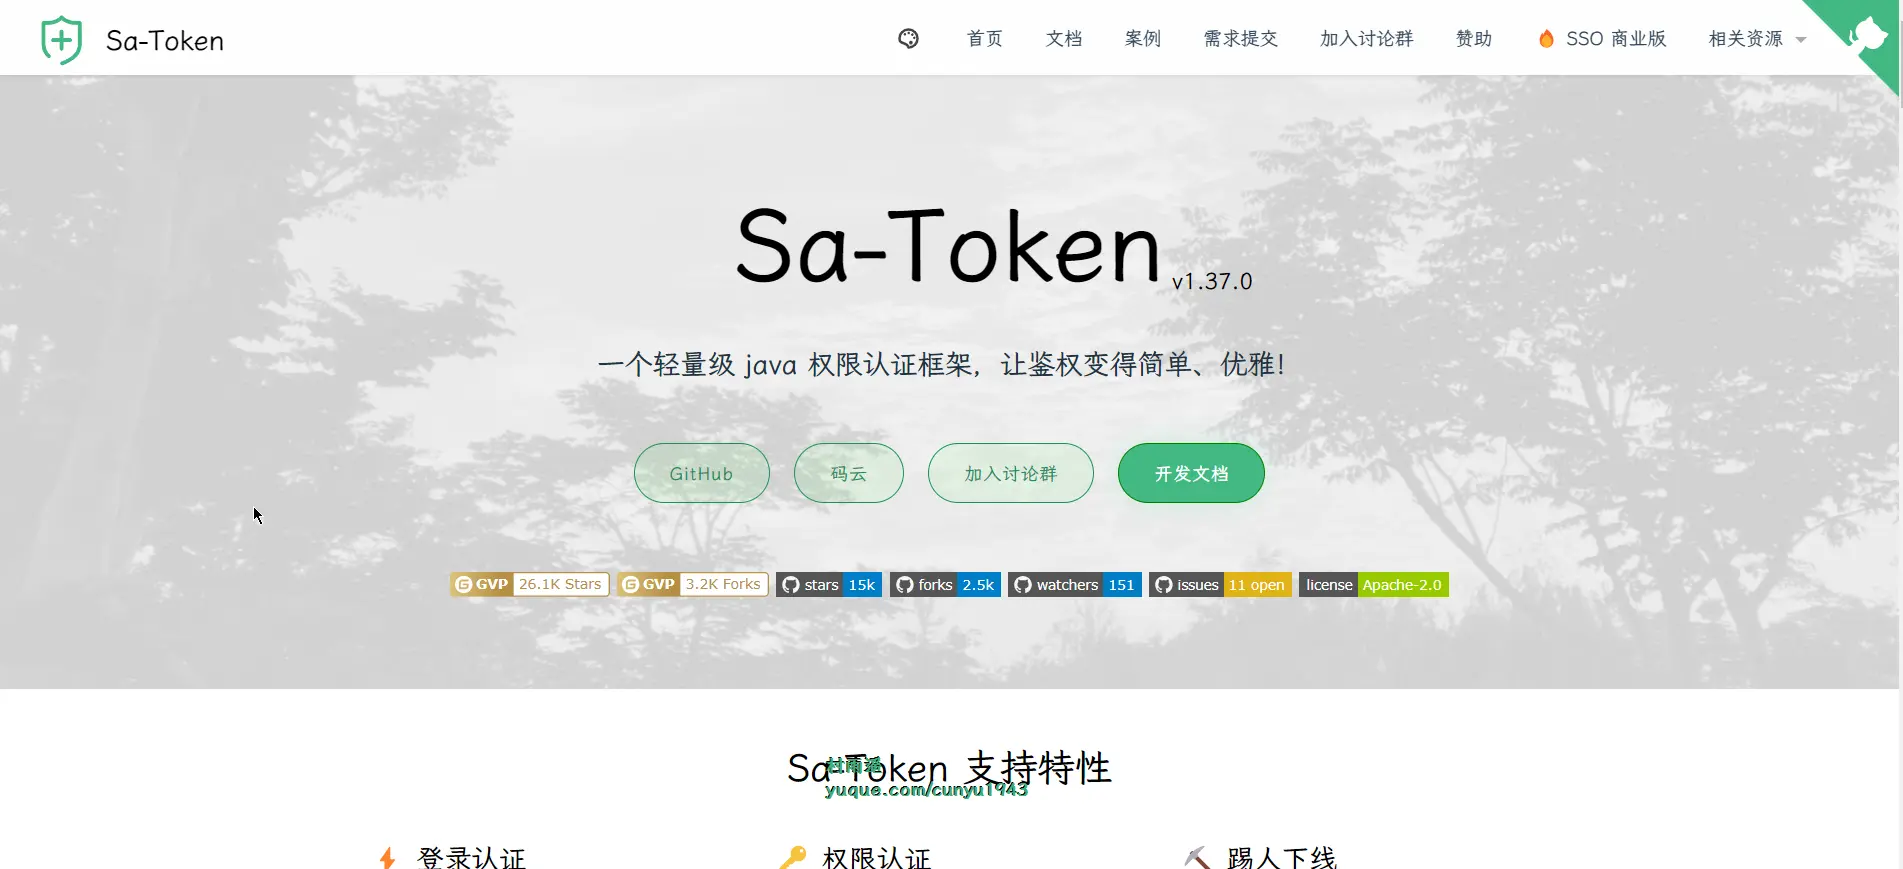 Sa-Token
首页 文档 案例 需求提交 加入讨论群 赞助 SSO 商业版 相关资源
Sa-Token v1.37.0
一个轻量级 java 权限认证框架，让鉴权变得简单、优雅！
GitHub 码云 加入讨论群 开发文档
GVP 26.1K Stars GVP 3.2K Forks stars 15k forks 2.5k watchers 151 issues 11 open license Apache-2.0
Sa-Token 支持特性
村雨遥
yuque.com/cunyu1943
登录认证 权限认证 踢人下线